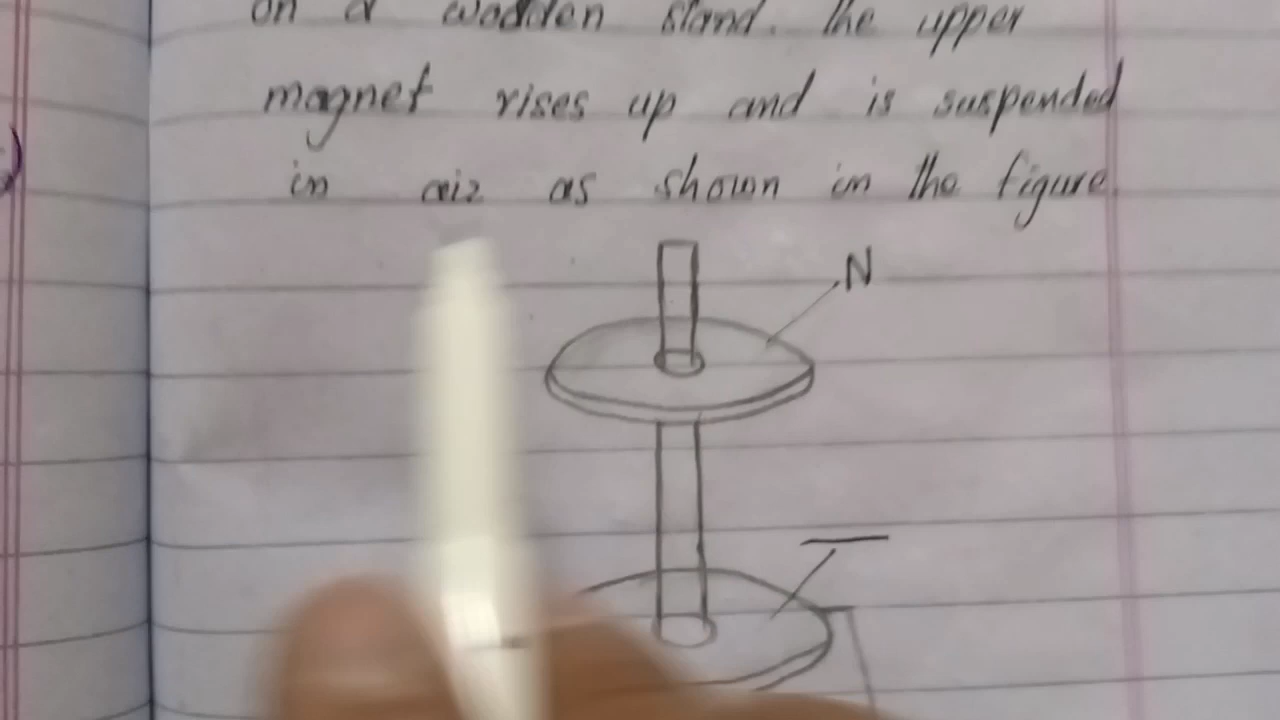 on a wooden stand. The upper
magnet rises up and is suspended
in air as shown in the figure.
N